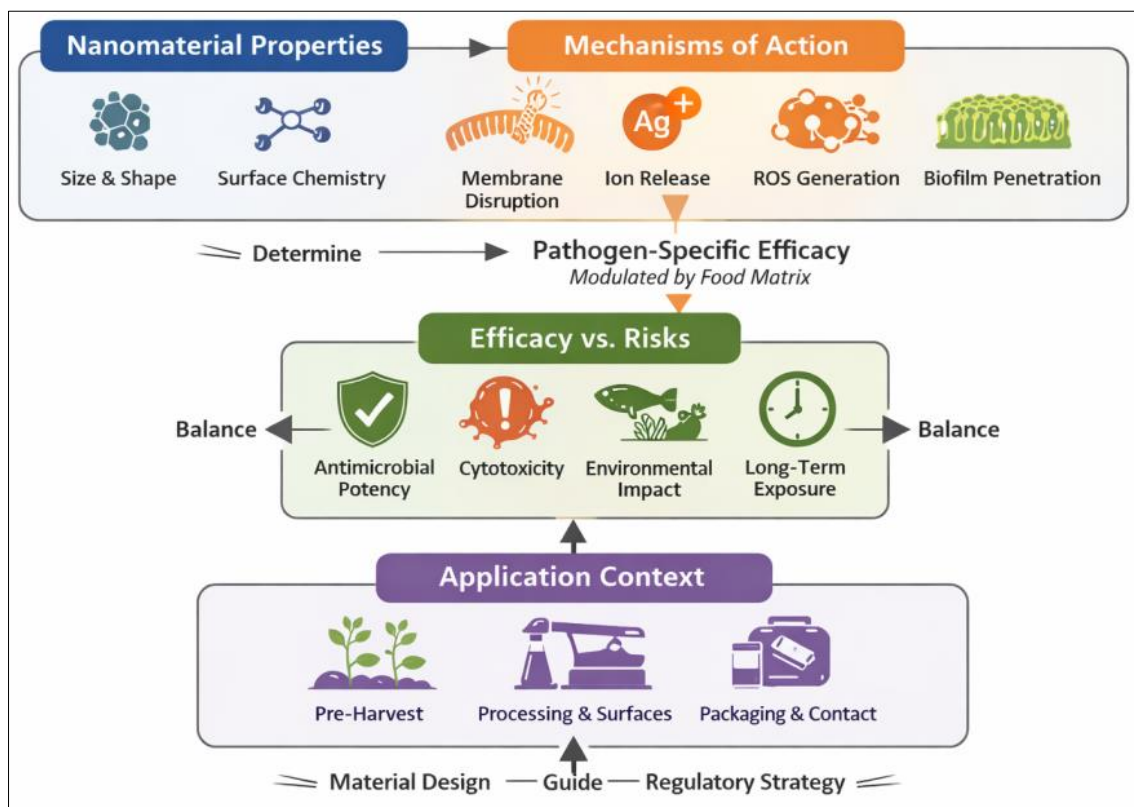 Nanomaterial Properties
Mechanisms of Action
Size & Shape
Surface Chemistry
Membrane
Disruption
Ag+
Ion Release
ROS Generation
Biofilm Penetration
Determine
Pathogen-Specific Efficacy
Modulated by Food Matrix
Efficacy vs. Risks
Balance
Balance
Antimicrobial
Potency
Cytotoxicity
Environmental
Impact
Long-Term
Exposure
Application Context
Pre-Harvest
Processing & Surfaces
Packaging & Contact
Material Design
Guide
Regulatory Strategy